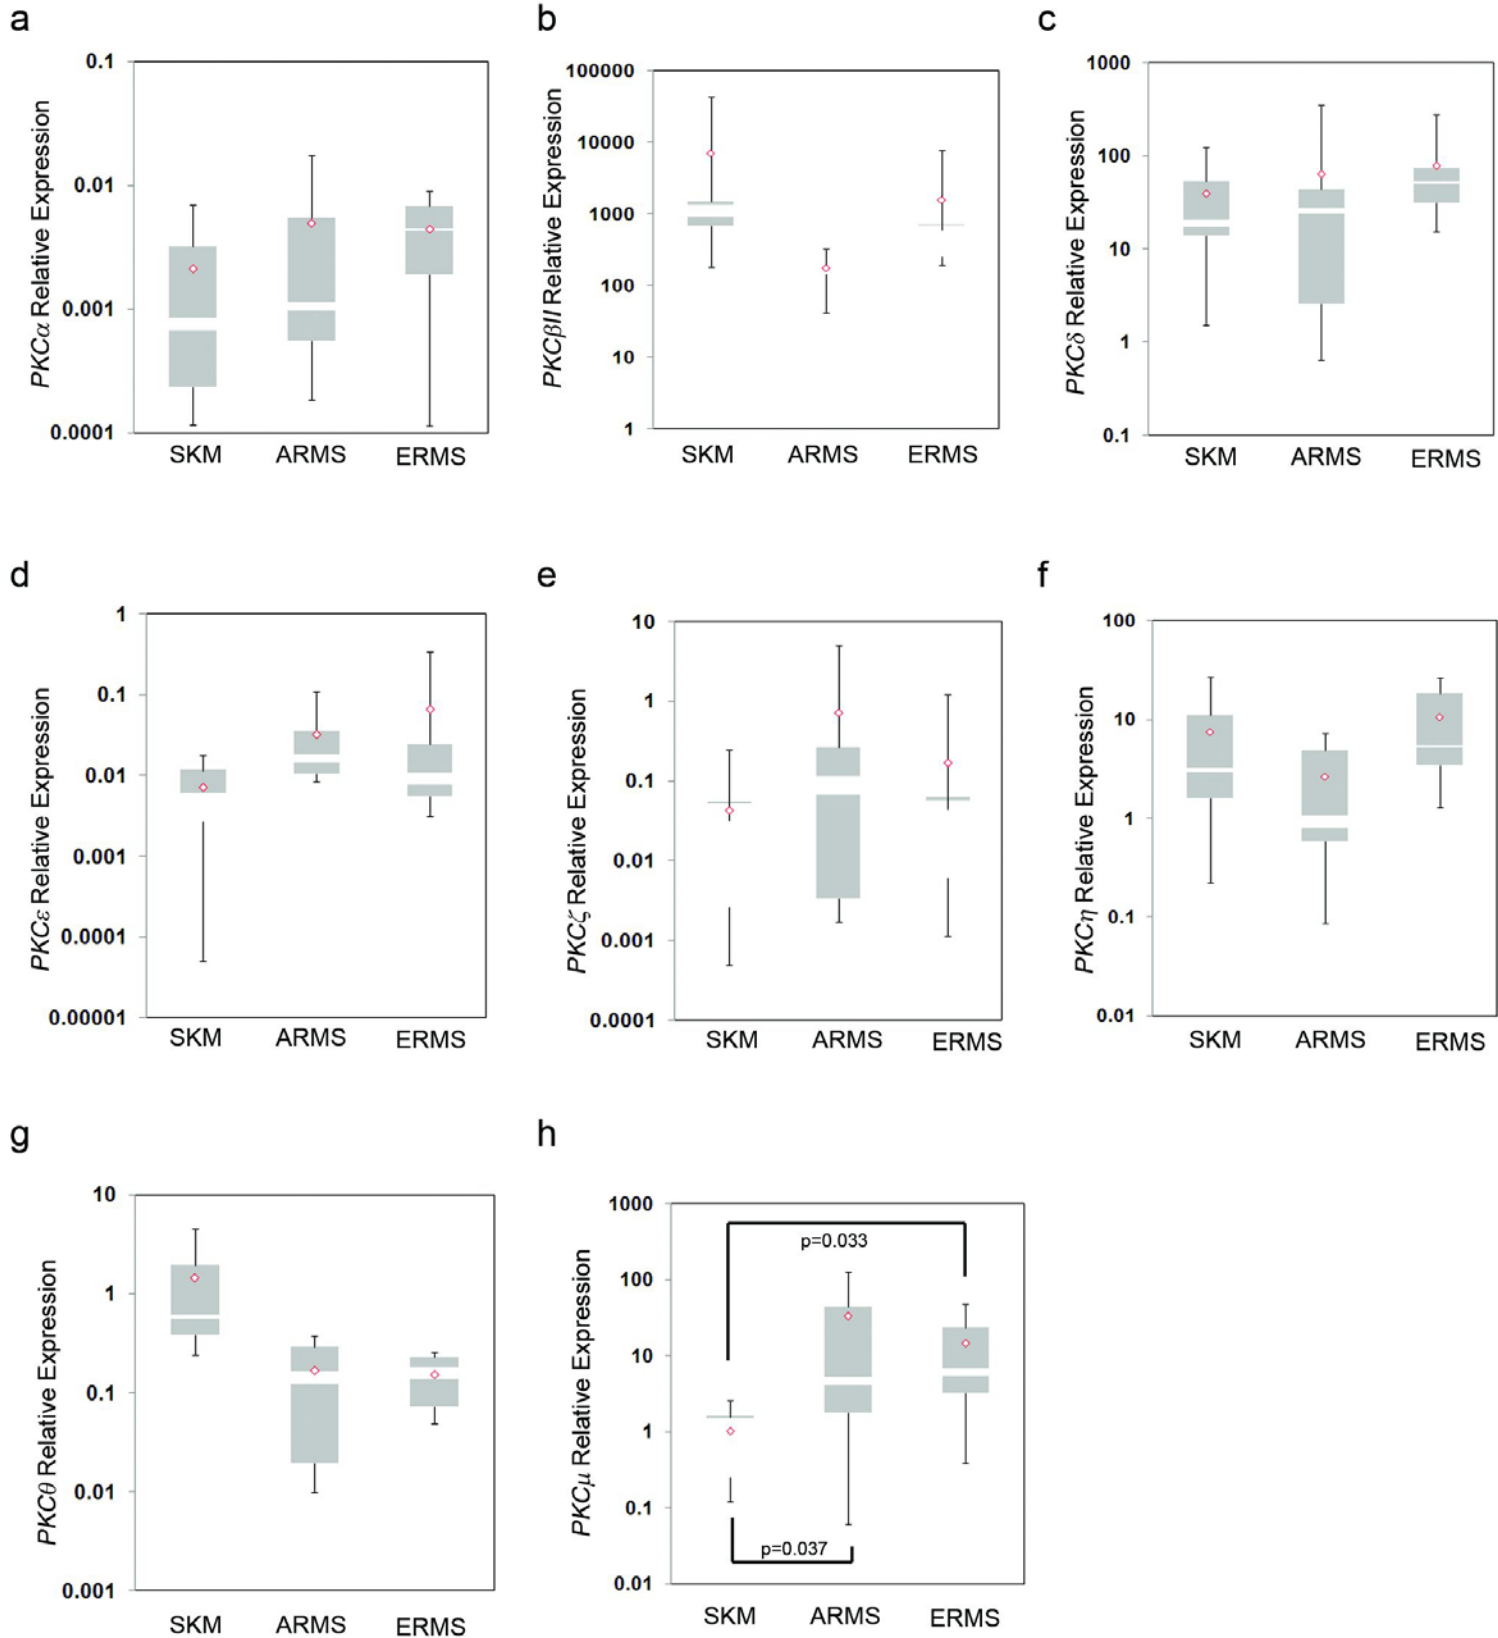 a
PKCα Relative Expression
0.1
0.01
0.001
0.0001
SKM ARMS ERMS
b
PKCβII Relative Expression
100000
10000
1000
100
10
1
SKM ARMS ERMS
c
PKCδ Relative Expression
1000
100
10
1
0.1
SKM ARMS ERMS
d
PKCε Relative Expression
1
0.1
0.01
0.001
0.0001
0.00001
SKM ARMS ERMS
e
PKCζ Relative Expression
10
1
0.1
0.01
0.001
0.0001
SKM ARMS ERMS
f
PKCη Relative Expression
100
10
1
0.1
0.01
SKM ARMS ERMS
g
PKCθ Relative Expression
10
1
0.1
0.01
0.001
SKM ARMS ERMS
h
PKCμ Relative Expression
1000
100
10
1
0.1
0.01
p=0.033
p=0.037
SKM ARMS ERMS